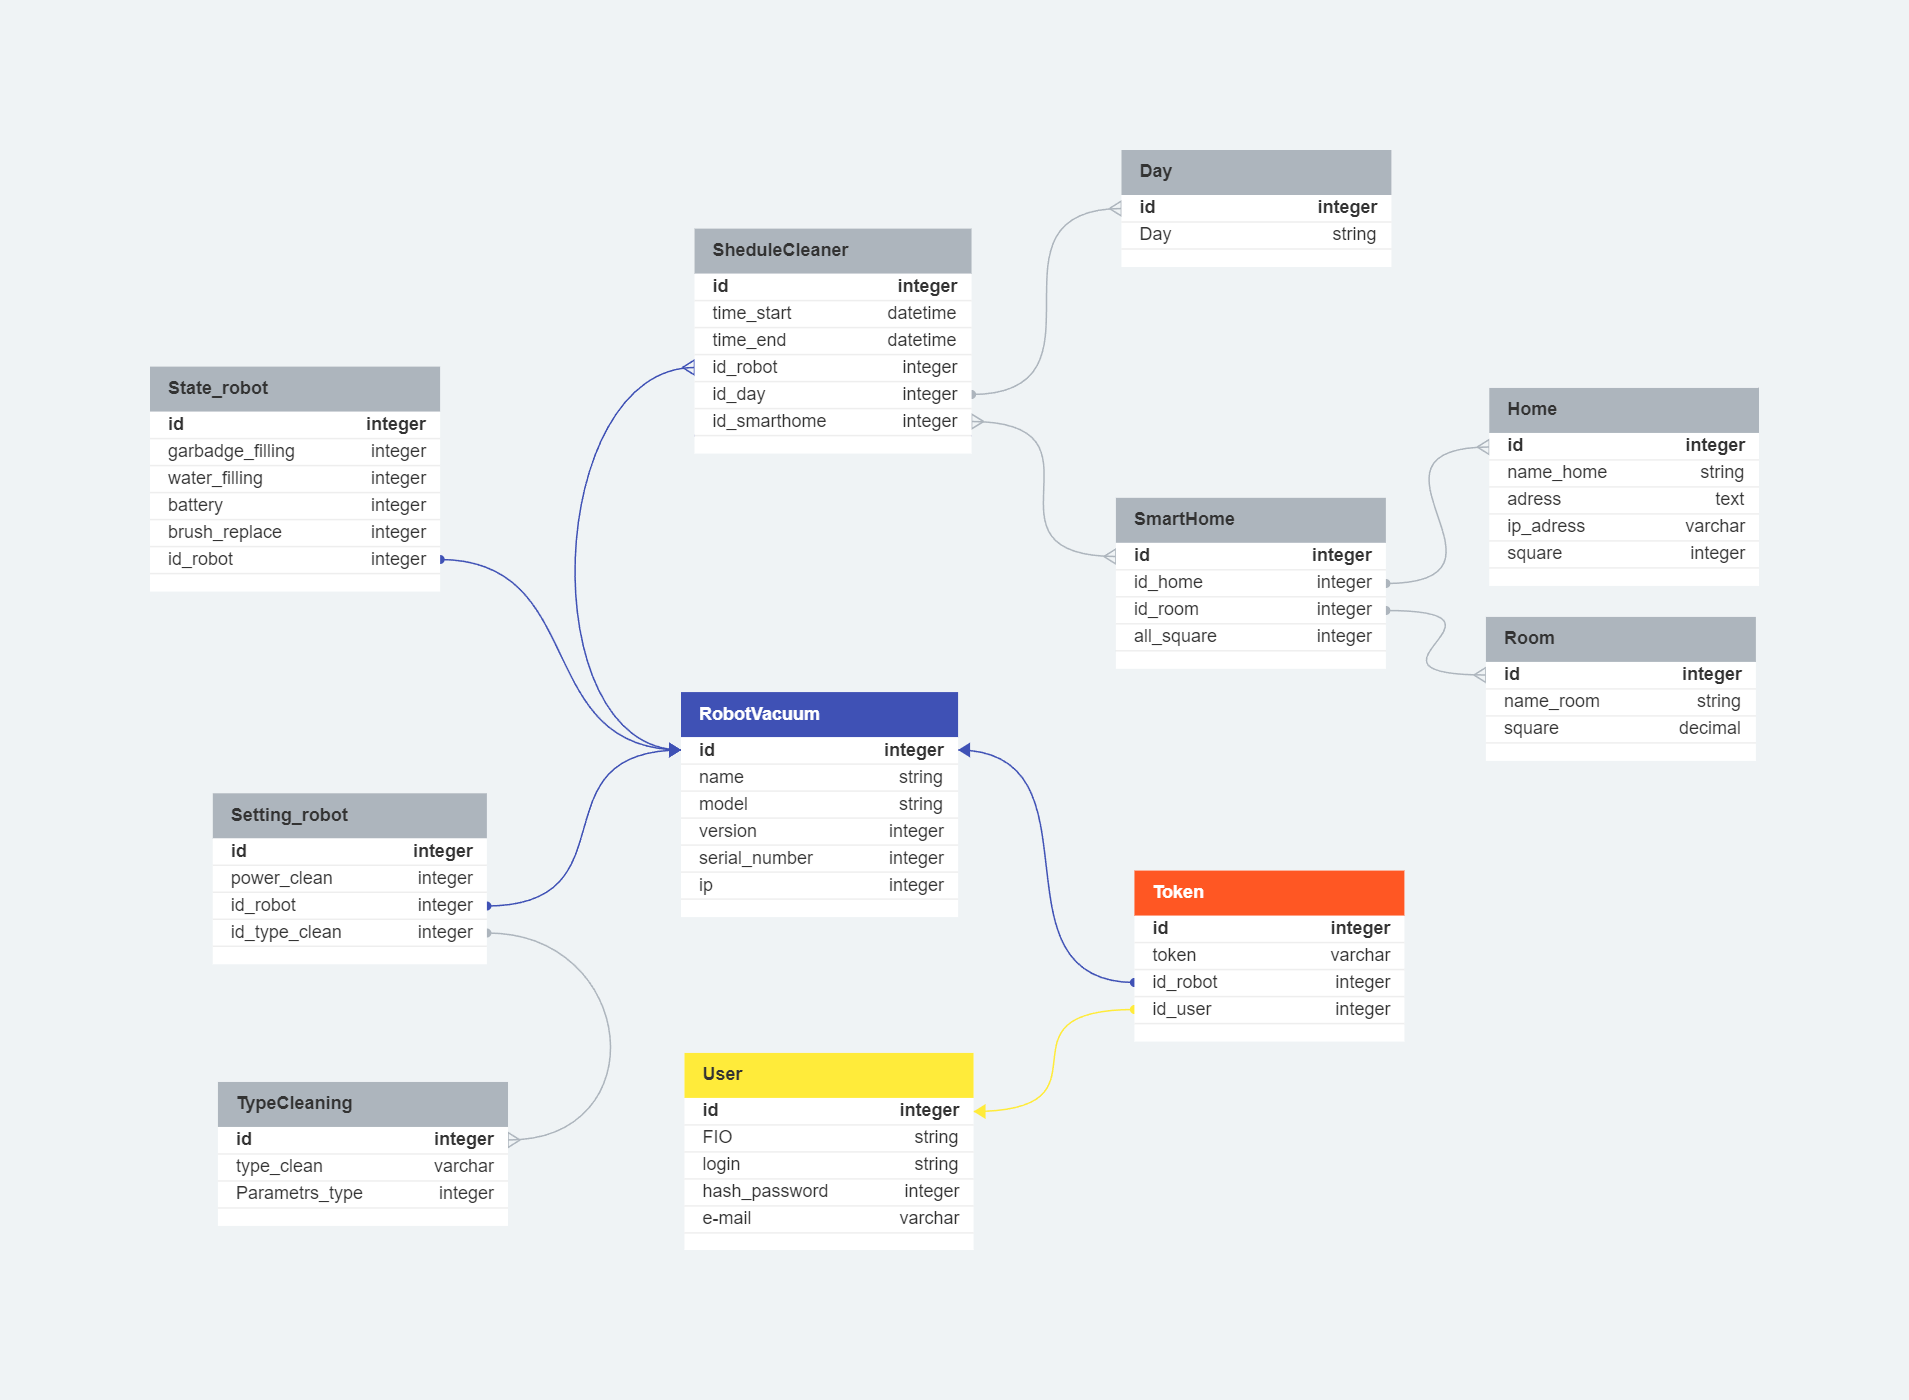 Day
id integer
Day string
SheduleCleaner
id integer
time_start datetime
time_end datetime
id_robot integer
id_day integer
id_smarthome integer
State_robot
id integer
garbadge_filling integer
water_filling integer
battery integer
brush_replace integer
id_robot integer
Home
id integer
name_home string
adress text
ip_adress varchar
square integer
SmartHome
id integer
id_home integer
id_room integer
all_square integer
Room
id integer
name_room string
square decimal
RobotVacuum
id integer
name string
model string
version integer
serial_number integer
ip integer
Setting_robot
id integer
power_clean integer
id_robot integer
id_type_clean integer
Token
id integer
token varchar
id_robot integer
id_user integer
User
id integer
FIO string
login string
hash_password integer
e-mail varchar
TypeCleaning
id integer
type_clean varchar
Parametrs_type integer